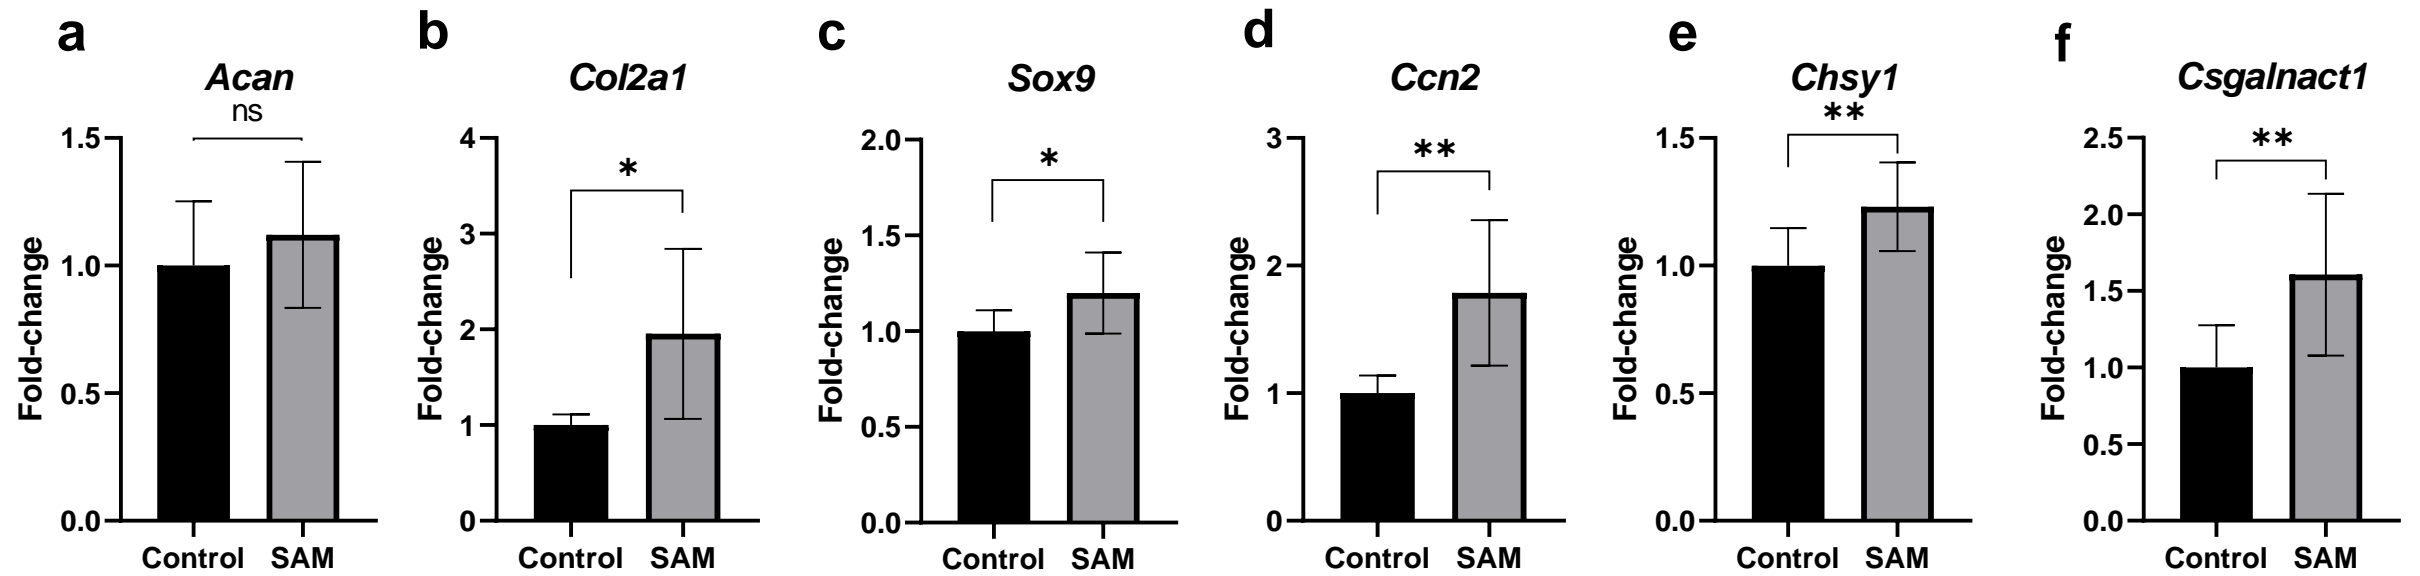 a
Acan
ns
Fold-change
1.5
1.0
0.5
0.0
Control SAM
b
Col2a1
*
Fold-change
4
3
2
1
0
Control SAM
c
Sox9
*
Fold-change
2.0
1.5
1.0
0.5
0.0
Control SAM
d
Ccn2
**
Fold-change
3
2
1
0
Control SAM
e
Chsy1
**
Fold-change
1.5
1.0
0.5
0.0
Control SAM
f
Csgalnact1
**
Fold-change
2.5
2.0
1.5
1.0
0.5
0.0
Control SAM